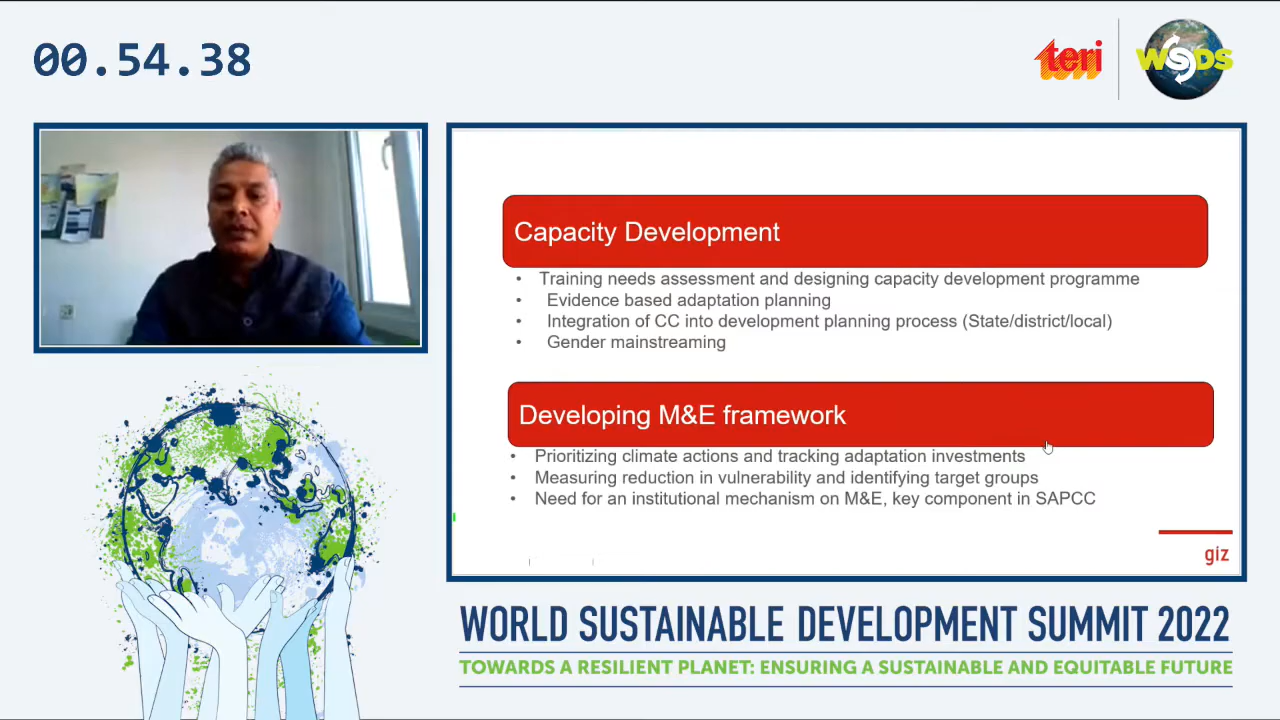 00.54.38
teri
WSDS
Capacity Development
• Training needs assessment and designing capacity development programme
• Evidence based adaptation planning
• Integration of CC into development planning process (State/district/local)
• Gender mainstreaming
Developing M&E framework
• Prioritizing climate actions and tracking adaptation investments
• Measuring reduction in vulnerability and identifying target groups
• Need for an institutional mechanism on M&E, key component in SAPCC
giz
WORLD SUSTAINABLE DEVELOPMENT SUMMIT 2022
TOWARDS A RESILIENT PLANET: ENSURING A SUSTAINABLE AND EQUITABLE FUTURE